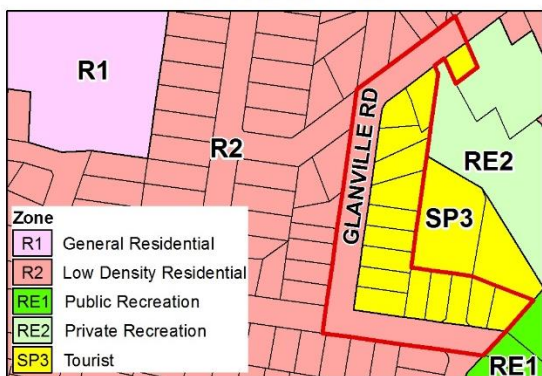 R1
R2
GLANVILLE RD
RE2
SP3
RE1
Zone
R1 General Residential
R2 Low Density Residential
RE1 Public Recreation
RE2 Private Recreation
SP3 Tourist